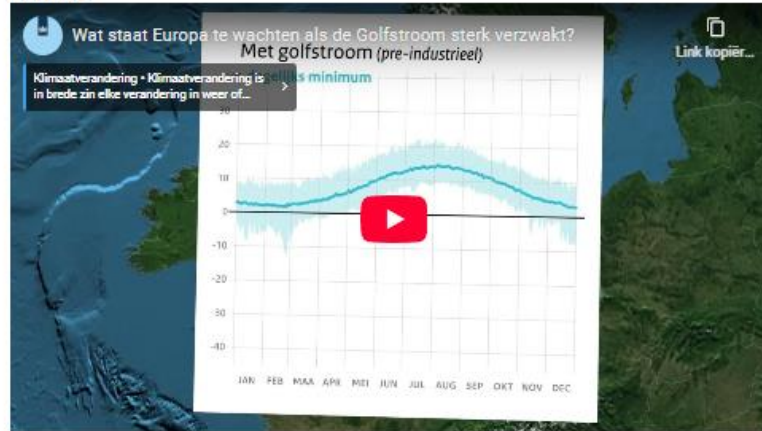 Wat staat Europa te wachten als de Golfstroom sterk verzwakt?
Link kopiër...
Met golfstroom (pre-industrieel)
Klimaatverandering • Klimaatverandering is
in brede zin elke verandering in weer of...
minimum
20
10
0
-10
-20
-30
-40
JAN FEB MAA APR MEI JUN JUL AUG SEP OKT NOV DEC